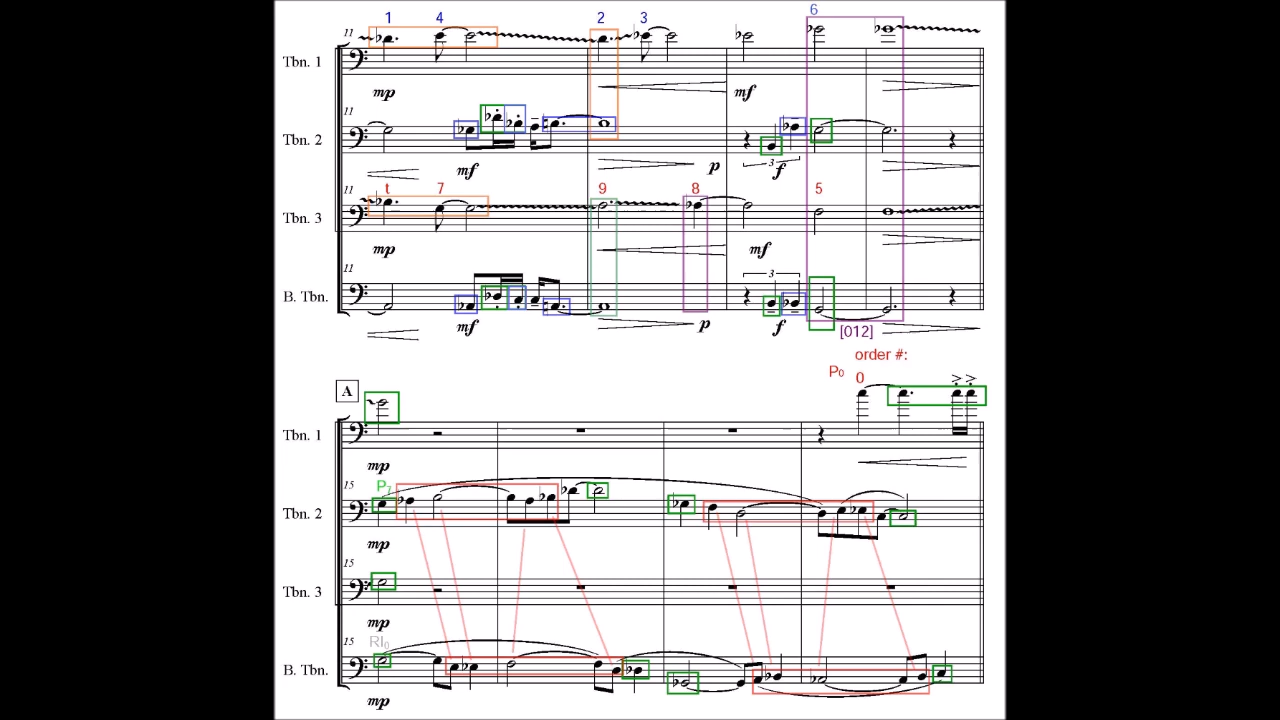 1 4 2 3 6
11
Tbn. 1
mp mf
11
Tbn. 2
3
mf p f
t 7 9 8 5
11
Tbn. 3
mp mf
11
3
B. Tbn.
mf p f
[012]
order #:
P0 0
A
Tbn. 1
mp
P7
15
Tbn. 2
mp
15
Tbn. 3
mp
RI0
15
B. Tbn.
mp